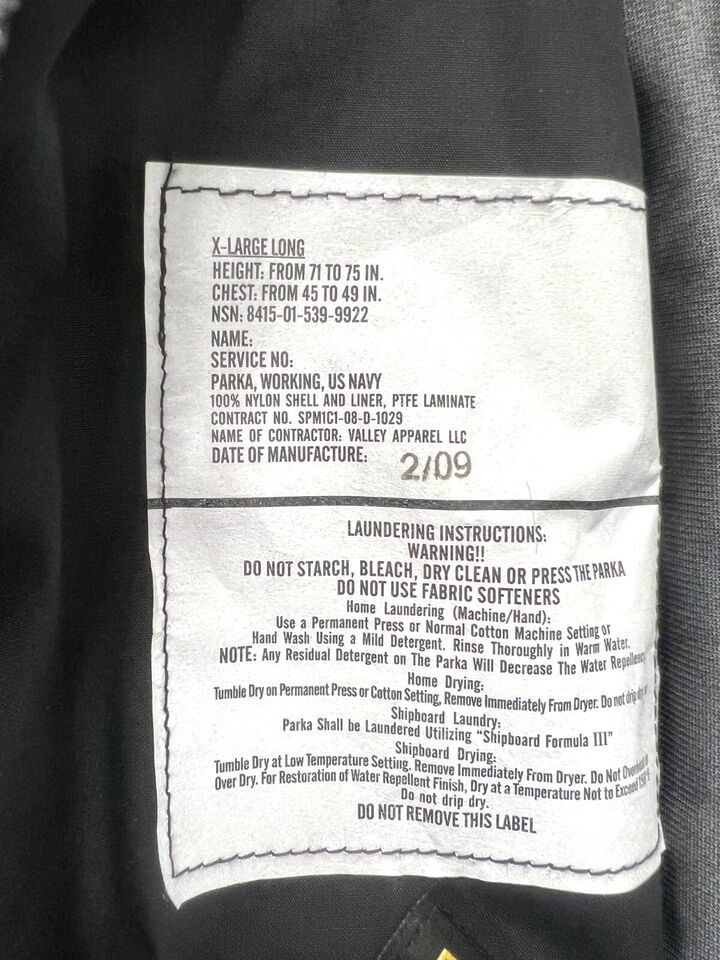 X-LARGE LONG
HEIGHT: FROM 71 TO 75 IN.
CHEST: FROM 45 TO 49 IN.
NSN: 8415-01-539-9922
NAME:
SERVICE NO:
PARKA, WORKING, US NAVY
100% NYLON SHELL AND LINER, PTFE LAMINATE
CONTRACT NO. SPM1C1-08-D-1029
NAME OF CONTRACTOR: VALLEY APPAREL LLC
DATE OF MANUFACTURE: 2/09
LAUNDERING INSTRUCTIONS:
WARNING!!
DO NOT STARCH, BLEACH, DRY CLEAN OR PRESS THE PARKA
DO NOT USE FABRIC SOFTENERS
Home Laundering (Machine/Hand):
Use a Permanent Press or Normal Cotton Machine Setting or
Hand Wash Using a Mild Detergent. Rinse Thoroughly in Warm Water.
NOTE: Any Residual Detergent on The Parka Will Decrease The Water Repellency
Home Drying:
Tumble Dry on Permanent Press or Cotton Setting, Remove Immediately From Dryer. Do not drip dry
Shipboard Laundry:
Parka Shall be Laundered Utilizing "Shipboard Formula III"
Shipboard Drying:
Tumble Dry at Low Temperature Setting. Remove Immediately From Dryer. Do Not
Over Dry. For Restoration of Water Repellent Finish, Dry at a Temperature Not to Exceed
Do not drip dry.
DO NOT REMOVE THIS LABEL